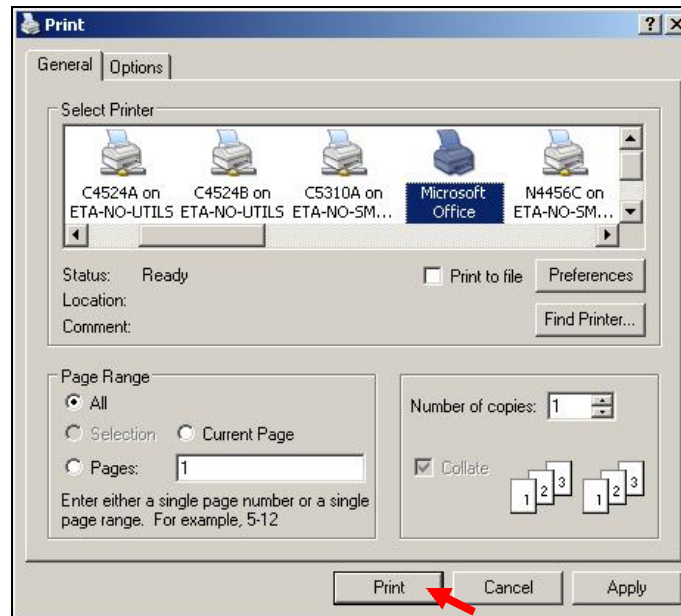 Print
General Options
Select Printer
C4524A on ETA-NO-UTILS
C4524B on ETA-NO-UTILS
C5310A on ETA-NO-SM...
Microsoft Office
N4456C on ETA-NO-SM...
Status: Ready
Print to file
Preferences
Location:
Comment:
Find Printer...
Page Range
All
Selection
Current Page
Pages: 1
Enter either a single page number or a single
page range. For example, 5-12
Number of copies: 1
Collate
1 2 3 1 2 3
Print Cancel Apply